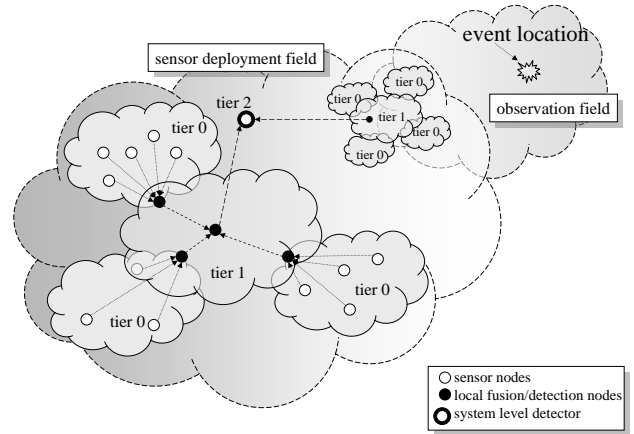 event location
sensor deployment field
tier 0
tier 0
tier 2
observation field
tier 0
tier 1
tier 0
tier 0
tier 1
tier 0
tier 0
sensor nodes
local fusion/detection nodes
system level detector